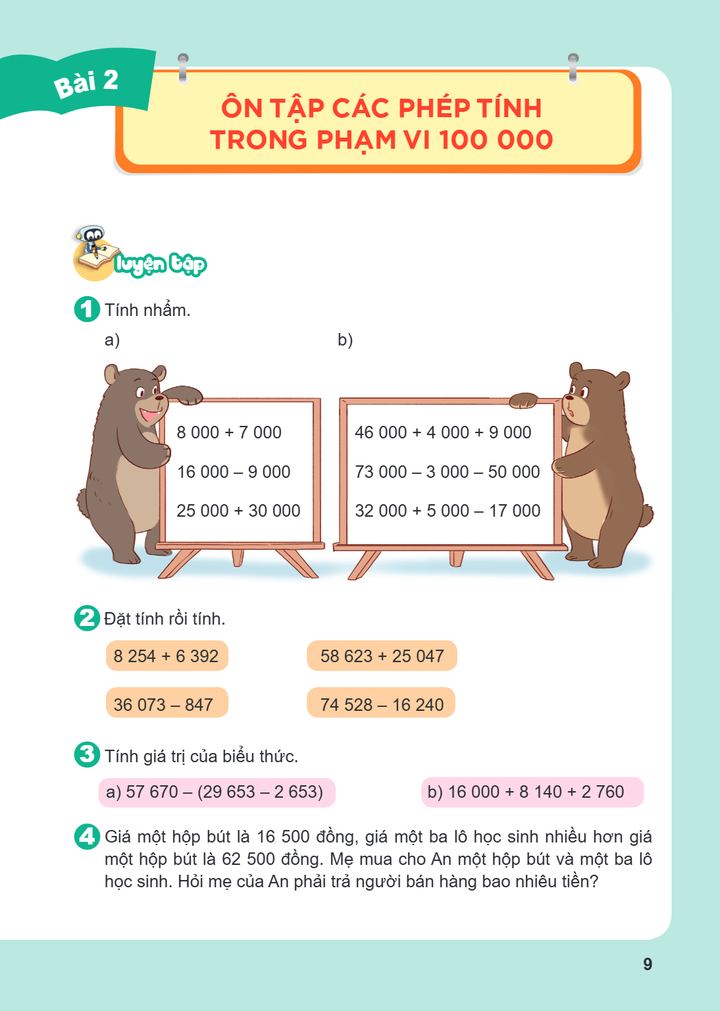 Bài 2
ÔN TẬP CÁC PHÉP TÍNH
TRONG PHẠM VI 100 000
luyện tập
1 Tính nhẩm.
a)
8 000 + 7 000
16 000 – 9 000
25 000 + 30 000
b)
46 000 + 4 000 + 9 000
73 000 – 3 000 – 50 000
32 000 + 5 000 – 17 000
2 Đặt tính rồi tính.
8 254 + 6 392
58 623 + 25 047
36 073 – 847
74 528 – 16 240
3 Tính giá trị của biểu thức.
a) 57 670 – (29 653 – 2 653)
b) 16 000 + 8 140 + 2 760
4 Giá một hộp bút là 16 500 đồng, giá một ba lô học sinh nhiều hơn giá
một hộp bút là 62 500 đồng. Mẹ mua cho An một hộp bút và một ba lô
học sinh. Hỏi mẹ của An phải trả người bán hàng bao nhiêu tiền?
9